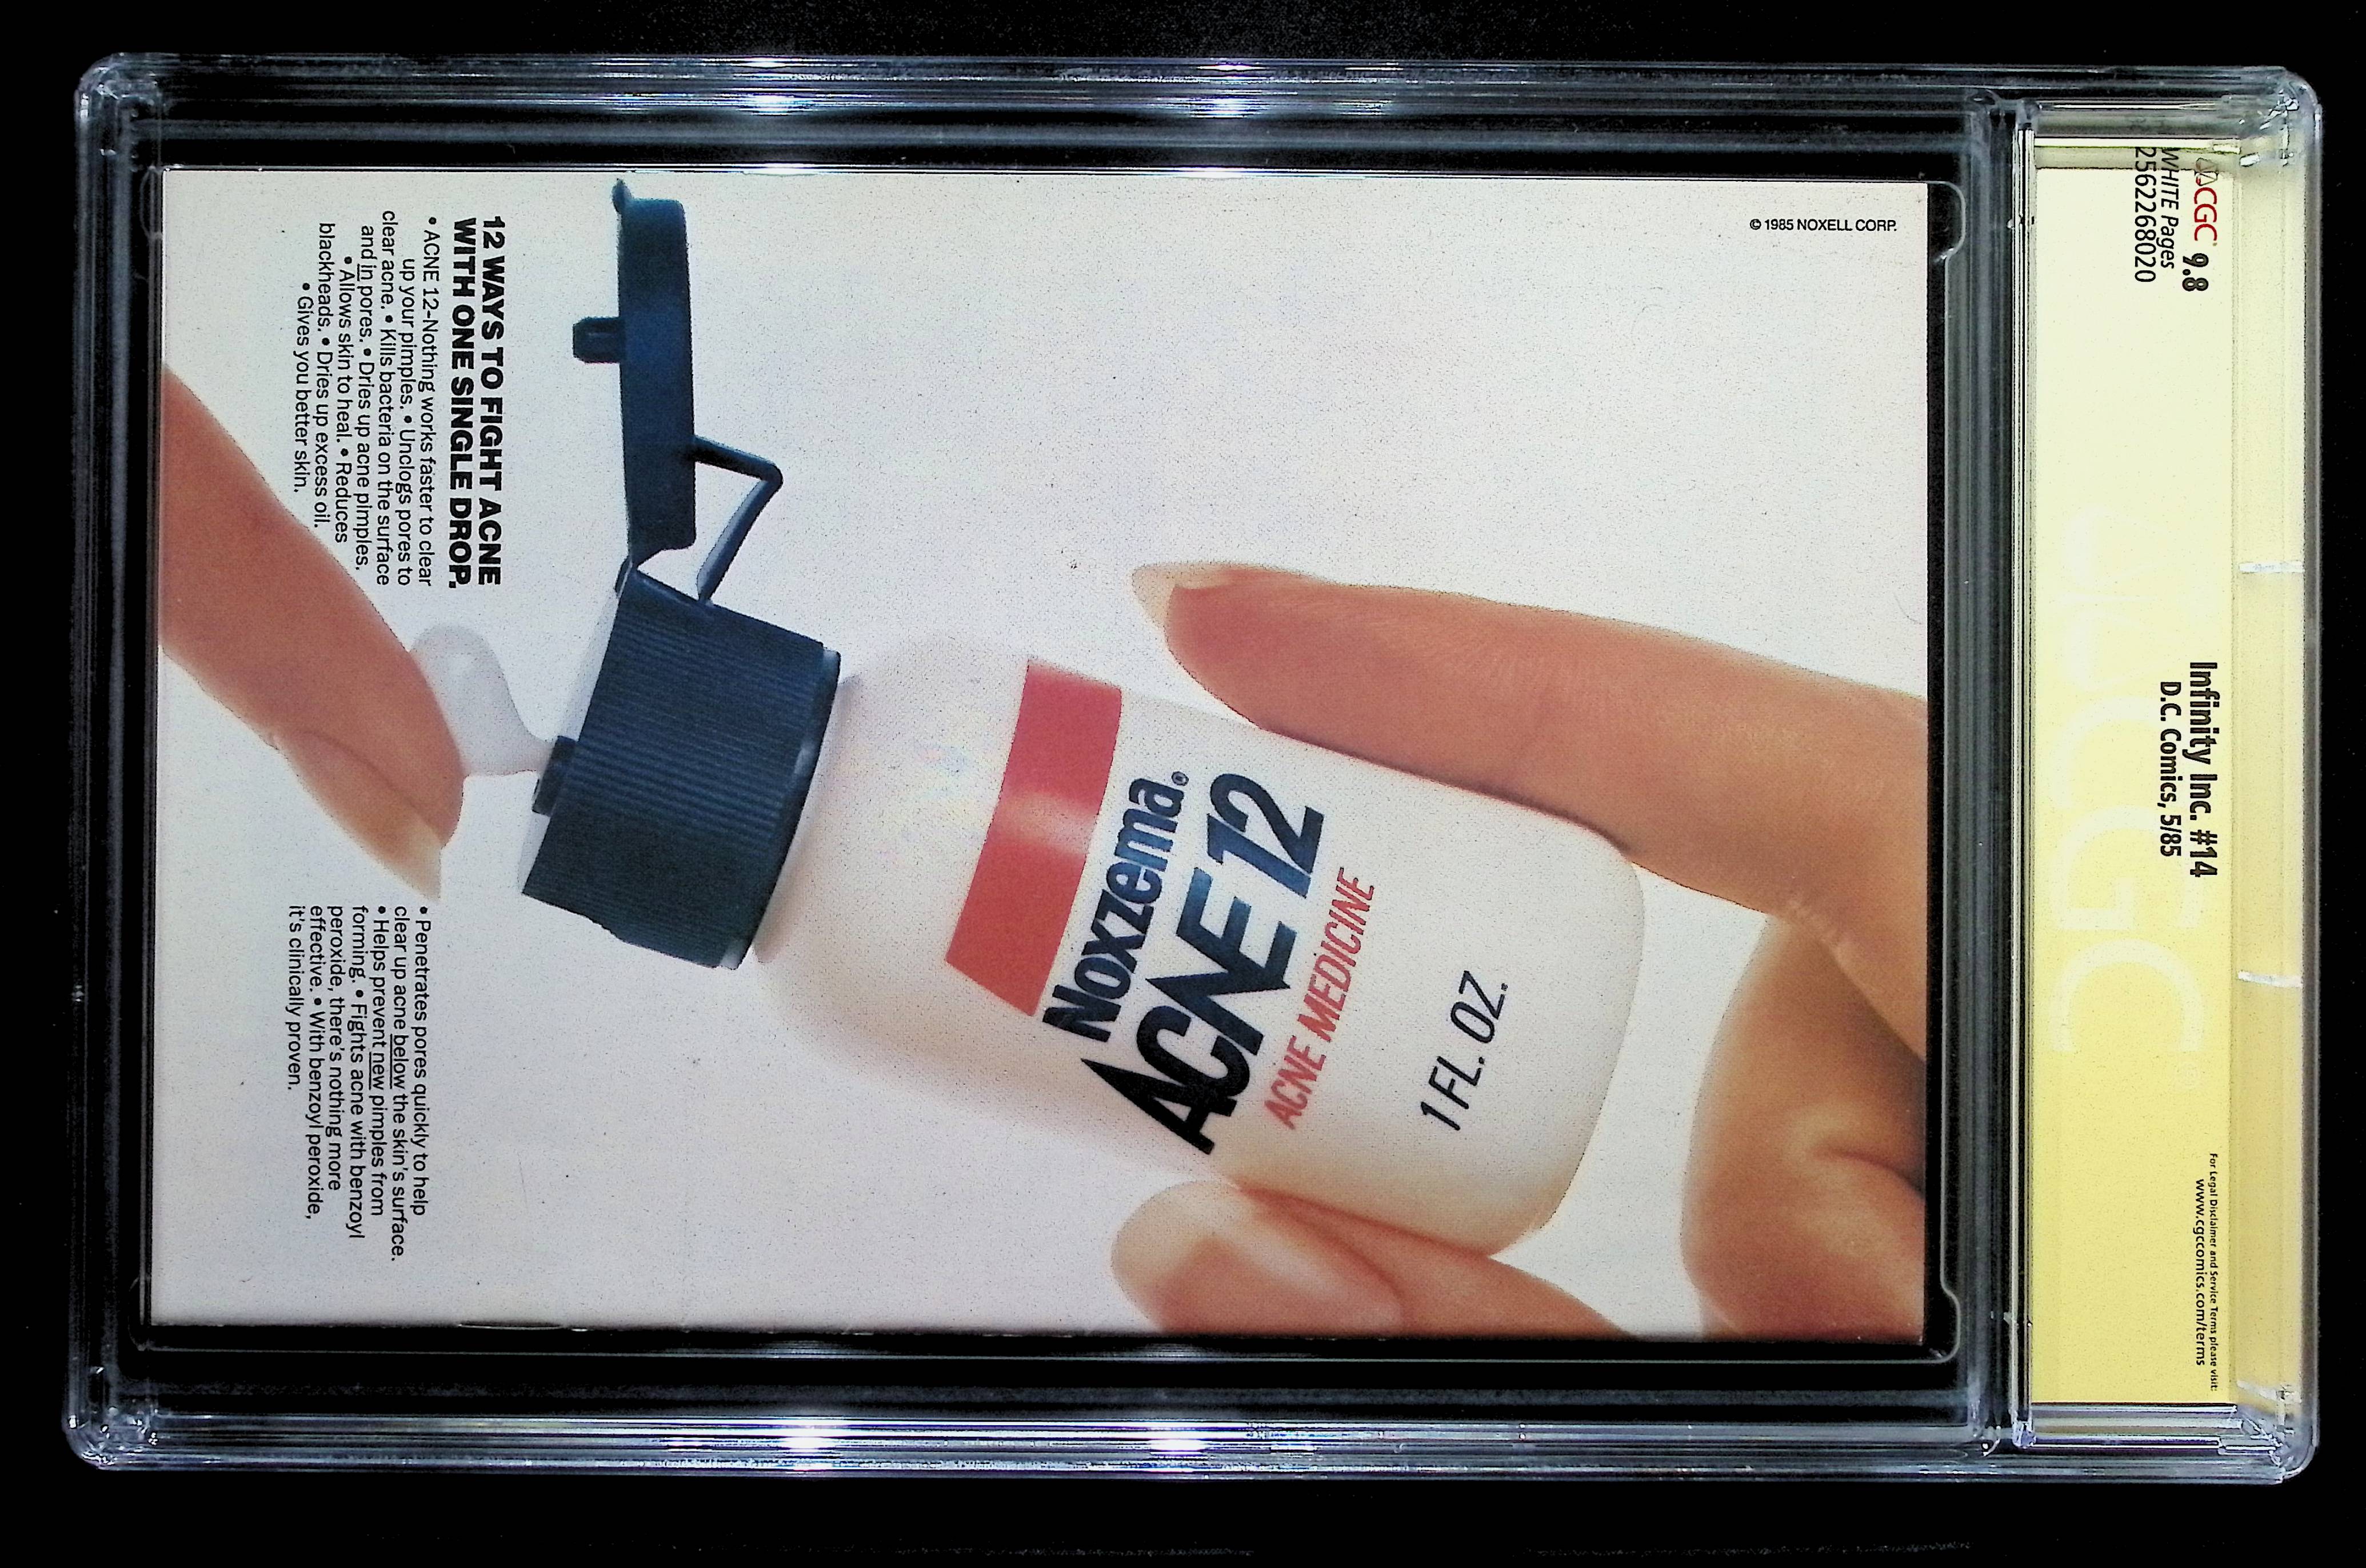 CGC 9.8
WHITE Pages
2562268020
Infinity Inc. #14
D.C. Comics, 5/85
For Legal Disclaimer and Service Terms please visit:
www.cgccomics.com/terms
CGC
© 1985 NOXELL CORP.
Noxzema®
ACNE 12
ACNE MEDICINE
1 FL. OZ.
12 WAYS TO FIGHT ACNE
WITH ONE SINGLE DROP.
• ACNE 12-Nothing works faster to clear
up your pimples. • Unclogs pores to
clear acne. • Kills bacteria on the surface
and in pores. • Dries up acne pimples.
• Allows skin to heal. • Reduces
blackheads. • Dries up excess oil.
• Gives you better skin.
• Penetrates pores quickly to help
clear up acne below the skin's surface.
• Helps prevent new pimples from
forming. • Fights acne with benzoyl
peroxide, there's nothing more
effective. • With benzoyl peroxide,
it's clinically proven.